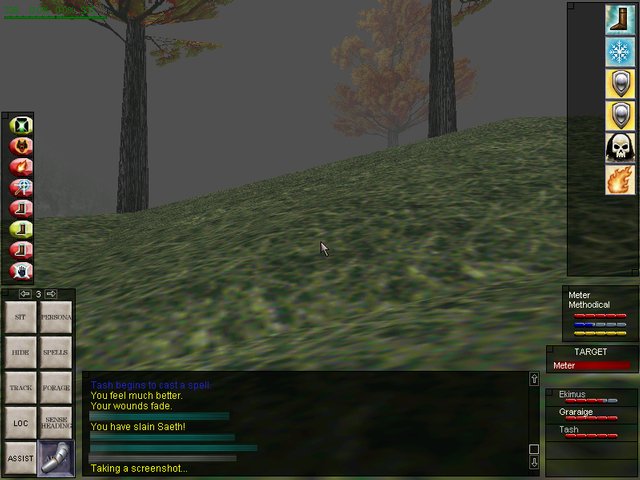 3
SIT PERSONA
HIDE SPELLS
TRACK FORAGE
LOC SENSE HEADING
ASSIST
Tash begins to cast a spell.
You feel much better.
Your wounds fade.
You have slain Saeth!
Taking a screenshot...
Meter
Methodical
TARGET
Meter
Ekimus
Graraige
Tash